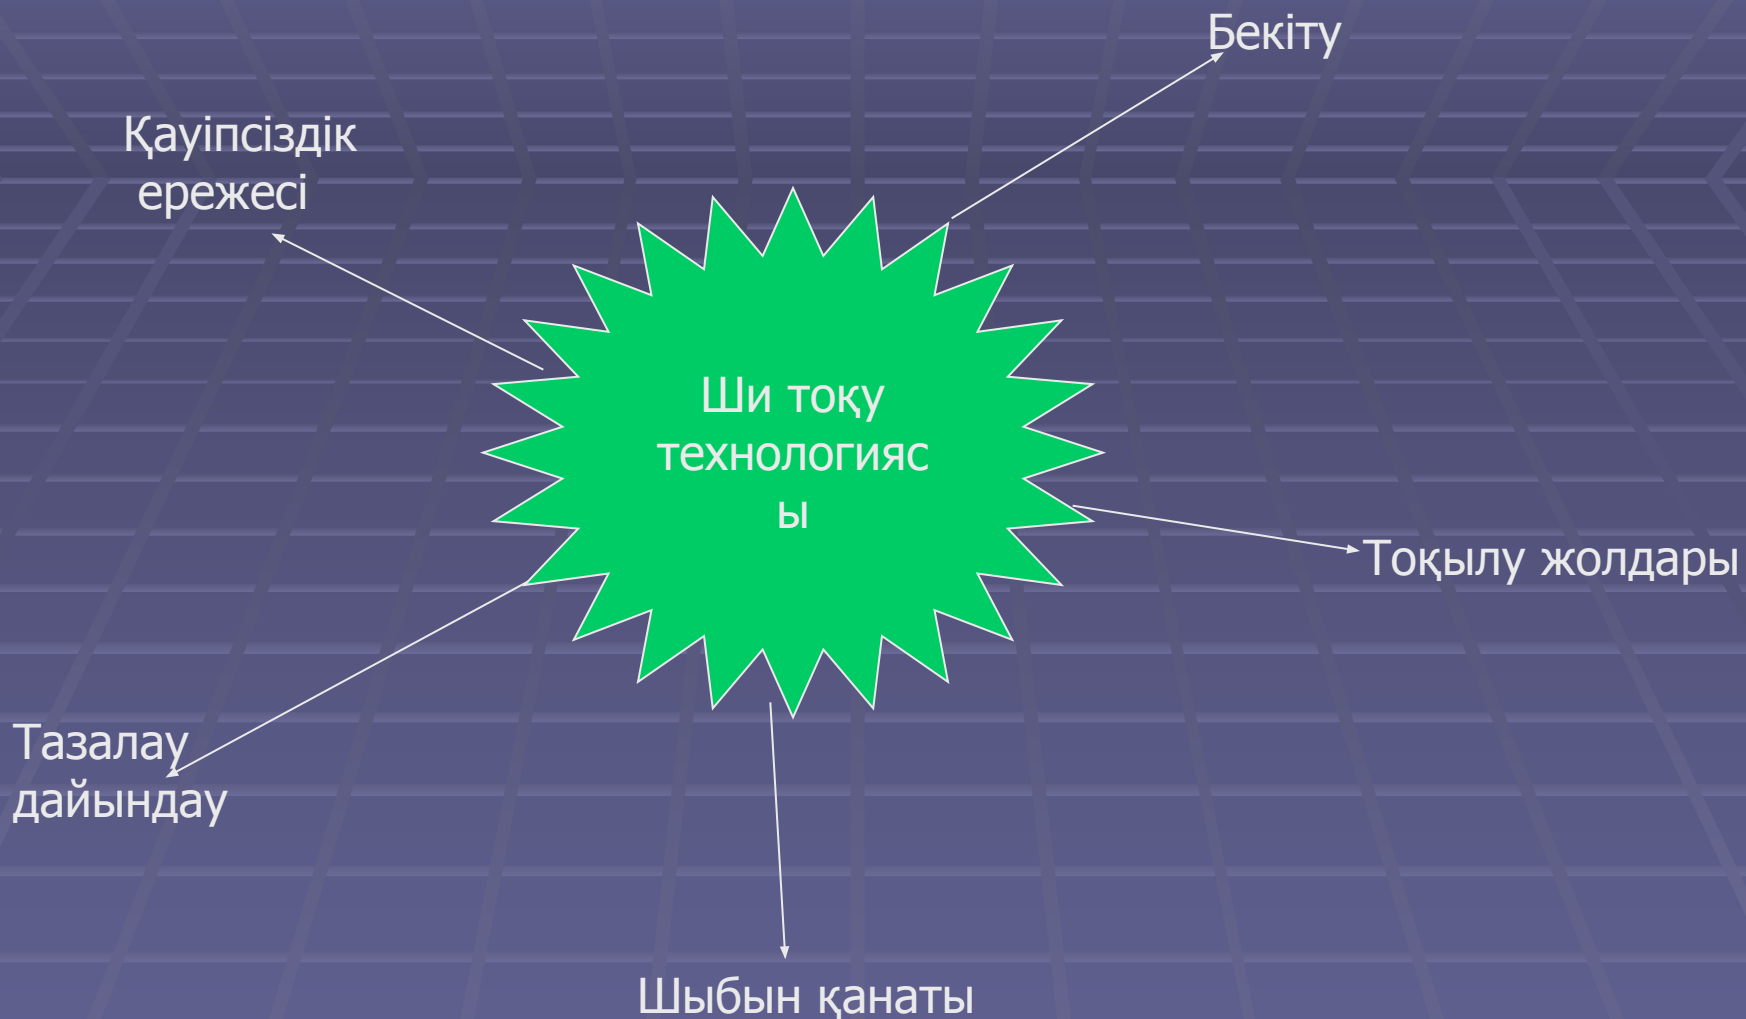 Бекіту
Қауіпсіздік
ережесі
Ши тоқу
технологияс
ы
Тоқылу жолдары
Тазалау
дайындау
Шыбын қанаты